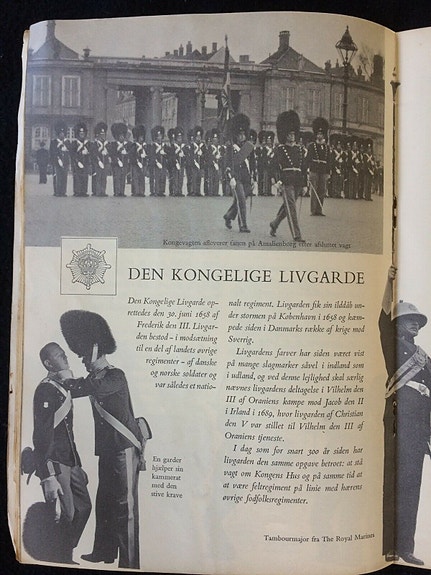 Kongevagten afleverer fanen på Amalienborg efter afsluttet vagt
DEN KONGELIGE LIVGARDE
Den Kongelige Livgarde op-
rettedes den 30. juni 1658 af
Frederik den III. Livgar-
den bestod – i modsætning
til en del af landets øvrige
regimenter – af danske
og norske soldater og
var således et natio-
nalt regiment. Livgarden fik sin ilddåb un-
der stormen på København i 1658 og kæm-
pede siden i Danmarks række af krige mod
Sverrig.
Livgardens farver har siden været vist
på mange slagmarker såvel i indland som
i udland, og ved denne lejlighed skal særlig
nævnes livgardens deltagelse i Vilhelm den
III af Oraniens kampe mod Jacob den II
i Irland i 1689, hvor livgarden af Christian
den V var stillet til Vilhelm den III af
Oraniens tjeneste.
I dag som for snart 300 år siden har
livgarden den samme opgave betroet: at stå
vagt om Kongens Hus og på samme tid at
at være feltregiment på linie med hærens
øvrige fodfolksregimenter.
En garder
hjælper sin
kammerat
med den
stive krave
Tambourmajor fra The Royal Marines